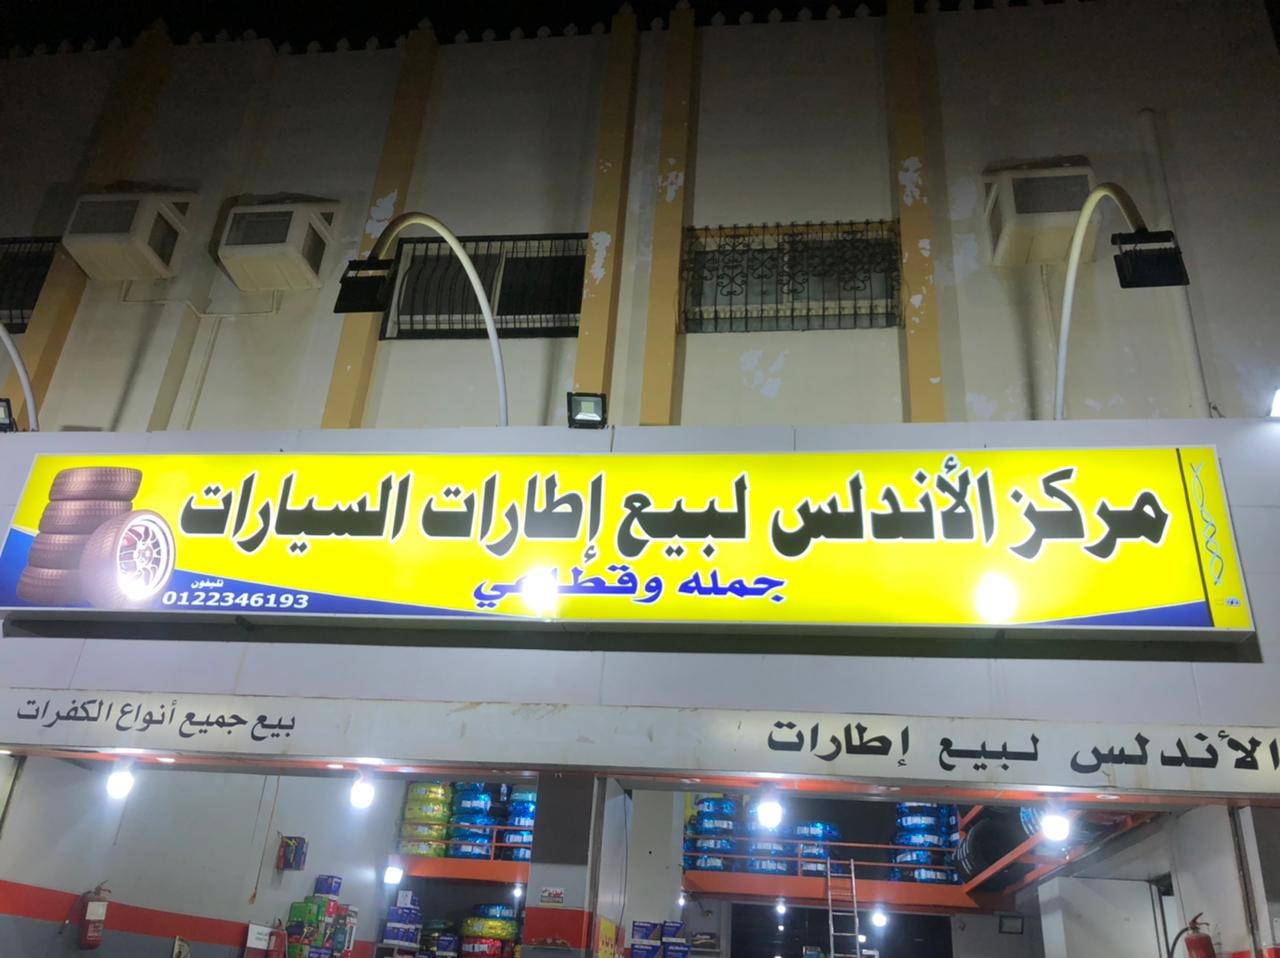 مركز الأندلس لبيع إطارات السيارات
جمله وقطاعي
تليفون
0122346193
الأندلس لبيع إطارات
بيع جميع أنواع الكفرات